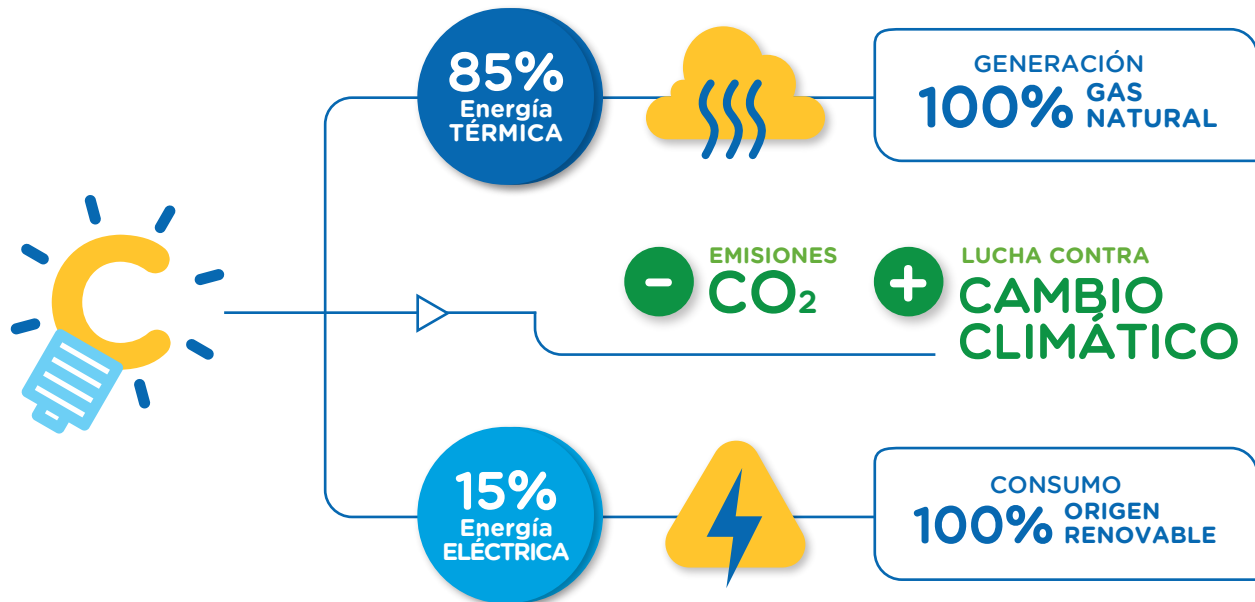 85%
Energía
TÉRMICA
GENERACIÓN
100% GAS
NATURAL
- EMISIONES
CO₂
+ LUCHA CONTRA
CAMBIO
CLIMÁTICO
15%
Energía
ELÉCTRICA
CONSUMO
100% ORIGEN
RENOVABLE